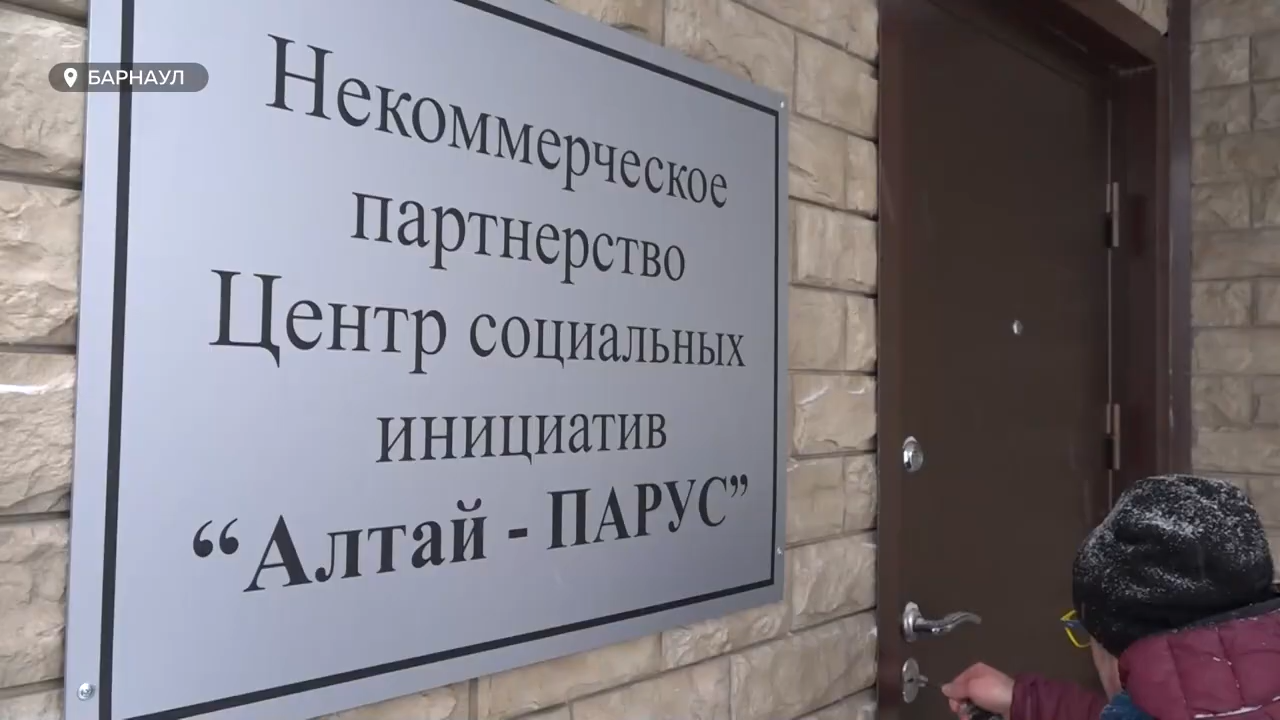 БАРНАУЛ
Некоммерческое
партнерство
Центр социальных
инициатив
“Алтай - ПАРУС”